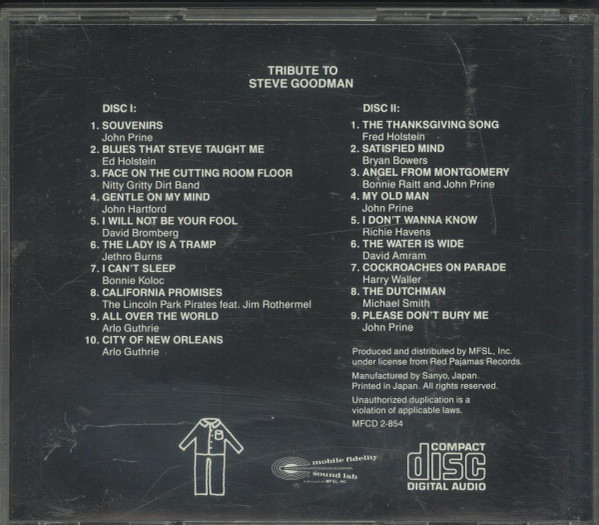 TRIBUTE TO
STEVE GOODMAN
DISC I:
1. SOUVENIRS
John Prine
2. BLUES THAT STEVE TAUGHT ME
Ed Holstein
3. FACE ON THE CUTTING ROOM FLOOR
Nitty Gritty Dirt Band
4. GENTLE ON MY MIND
John Hartford
5. I WILL NOT BE YOUR FOOL
David Bromberg
6. THE LADY IS A TRAMP
Jethro Burns
7. I CAN'T SLEEP
Bonnie Koloc
8. CALIFORNIA PROMISES
The Lincoln Park Pirates feat. Jim Rothermel
9. ALL OVER THE WORLD
Arlo Guthrie
10. CITY OF NEW ORLEANS
Arlo Guthrie
DISC II:
1. THE THANKSGIVING SONG
Fred Holstein
2. SATISFIED MIND
Bryan Bowers
3. ANGEL FROM MONTGOMERY
Bonnie Raitt and John Prine
4. MY OLD MAN
John Prine
5. I DON'T WANNA KNOW
Richie Havens
6. THE WATER IS WIDE
David Amram
7. COCKROACHES ON PARADE
Harry Waller
8. THE DUTCHMAN
Michael Smith
9. PLEASE DON'T BURY ME
John Prine
Produced and distributed by MFSL, Inc.
under license from Red Pajamas Records.
Manufactured by Sanyo, Japan.
Printed in Japan. All rights reserved.
Unauthorized duplication is a
violation of applicable laws.
MFCD 2-854
mobile fidelity
sound lab
COMPACT
disc
DIGITAL AUDIO